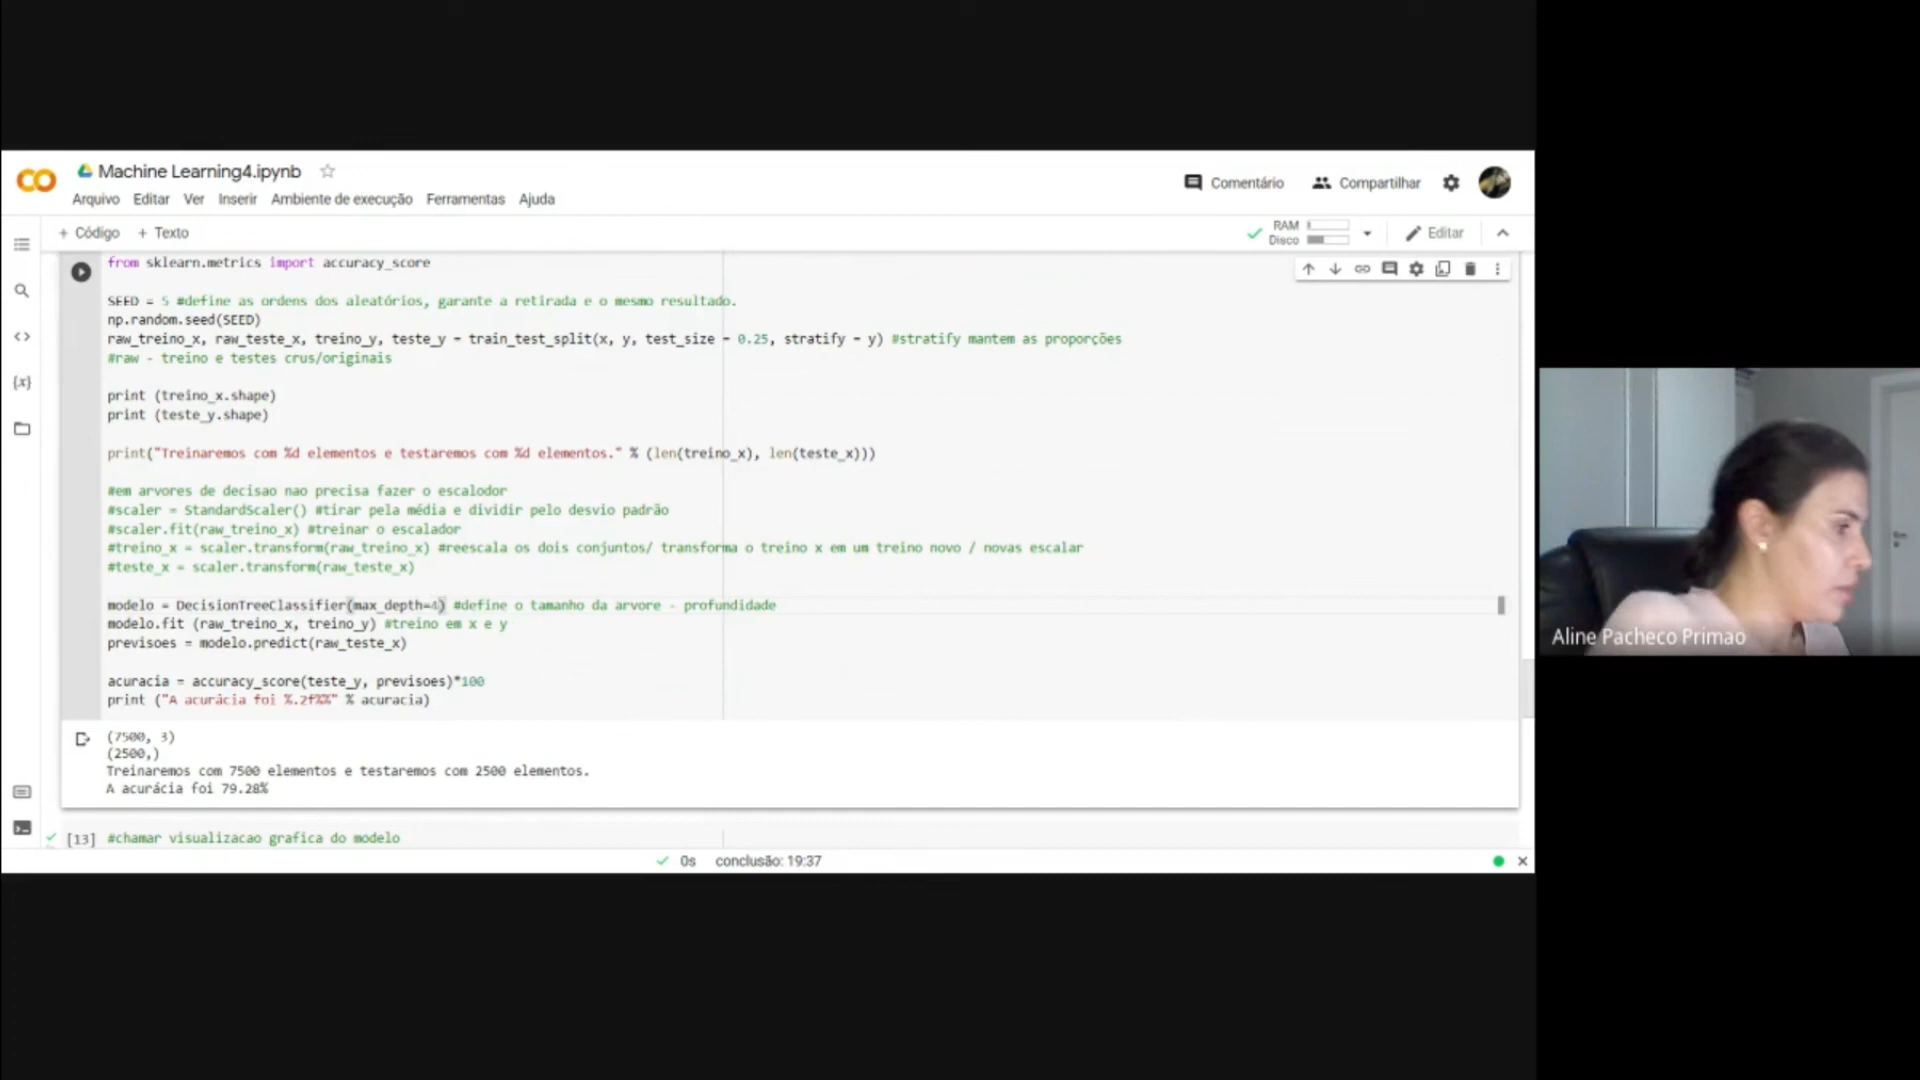 Machine Learning4.ipynb
Comentário
Compartilhar
Arquivo Editar Ver Inserir Ambiente de execução Ferramentas Ajuda
+ Código + Texto
RAM
Disco
Editar
from sklearn.metrics import accuracy_score
SEED = 5 #define as ordens dos aleatórios, garante a retirada e o mesmo resultado.
np.random.seed(SEED)
raw_treino_x, raw_teste_x, treino_y, teste_y = train_test_split(x, y, test_size = 0.25, stratify = y) #stratify mantem as proporções
#raw - treino e testes crus/originais
print (treino_x.shape)
print (teste_y.shape)
print("Treinaremos com %d elementos e testaremos com %d elementos." % (len(treino_x), len(teste_x)))
#em arvores de decisao nao precisa fazer o escalodor
#scaler = StandardScaler() #tirar pela média e dividir pelo desvio padrão
#scaler.fit(raw_treino_x) #treinar o escalador
#treino_x = scaler.transform(raw_treino_x) #reescala os dois conjuntos/ transforma o treino x em um treino novo / novas escalar
#teste_x = scaler.transform(raw_teste_x)
modelo = DecisionTreeClassifier(max_depth=4) #define o tamanho da arvore - profundidade
modelo.fit (raw_treino_x, treino_y) #treino em x e y
previsoes = modelo.predict(raw_teste_x)
acuracia = accuracy_score(teste_y, previsoes)*100
print ("A acurácia foi %.2f%%" % acuracia)
(7500, 3)
(2500,)
Treinaremos com 7500 elementos e testaremos com 2500 elementos.
A acurácia foi 79.28%
[13] #chamar visualizacao grafica do modelo
0s conclusão: 19:37
Aline Pacheco Primao